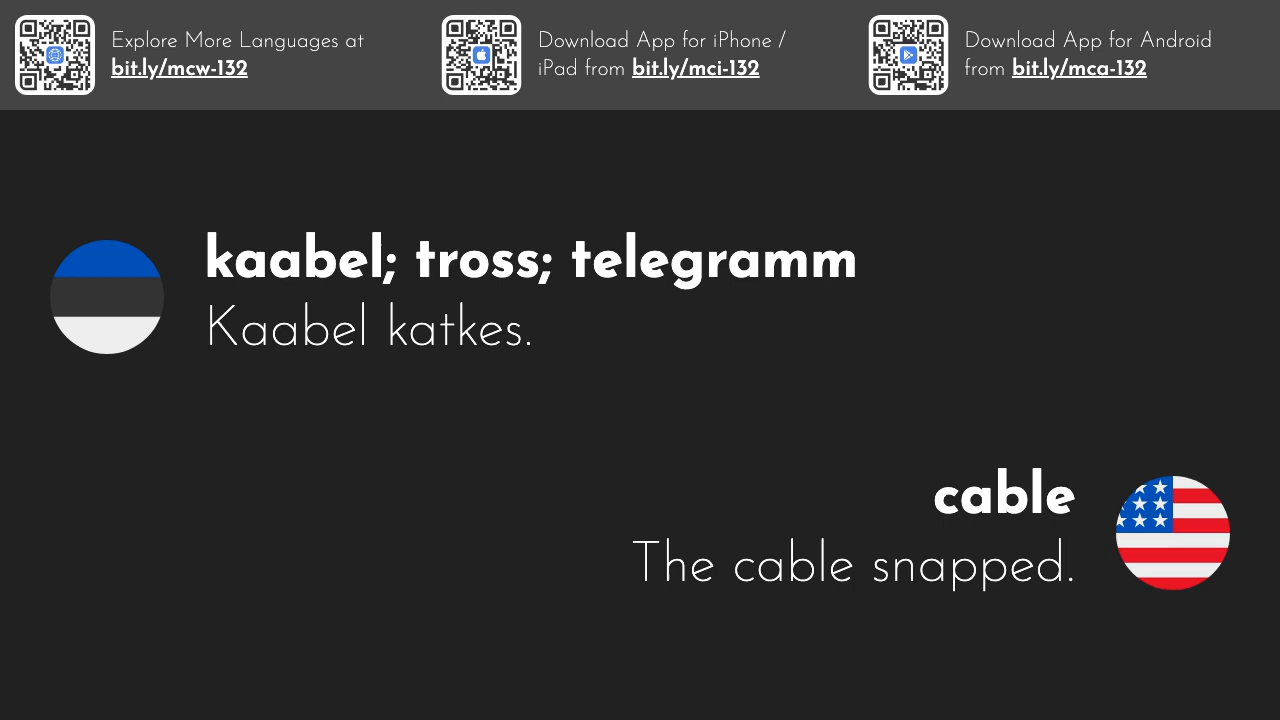 Explore More Languages at
bit.ly/mcw-132
Download App for iPhone /
iPad from bit.ly/mci-132
Download App for Android
from bit.ly/mca-132
kaabel; tross; telegramm
Kaabel katkes.
cable
The cable snapped.